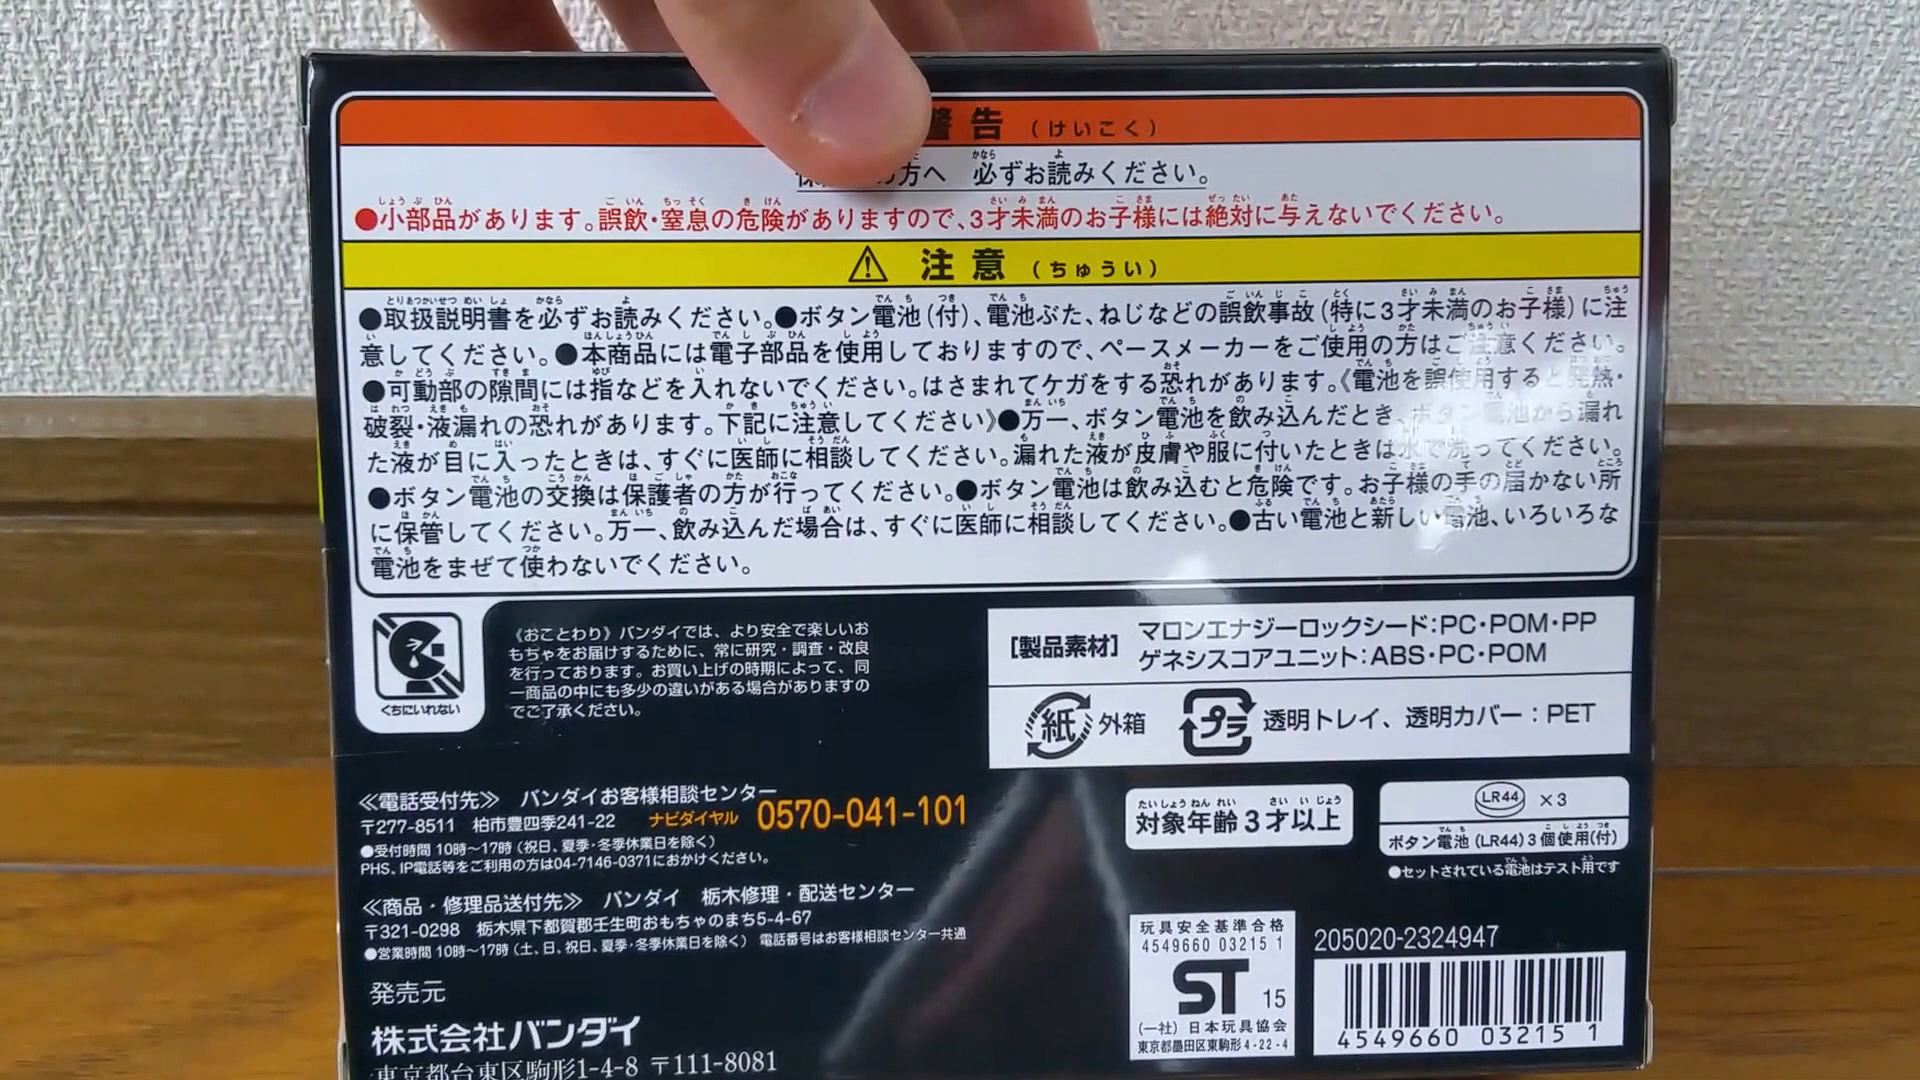 警告（けいこく）
の方へ 必ずお読みください。
●小部品があります。誤飲・窒息の危険がありますので、3才未満のお子様には絶対に与えないでください。
⚠ 注意（ちゅうい）
●取扱説明書を必ずお読みください。●ボタン電池(付)、電池ぶた、ねじなどの誤飲事故(特に3才未満のお子様)に注
意してください。●本商品には電子部品を使用しておりますので、ペースメーカーをご使用の方はご注意ください。
●可動部の隙間には指などを入れないでください。はさまれてケガをする恐れがあります。《電池を誤使用すると発熱・
破裂・液漏れの恐れがあります。下記に注意してください》●万一、ボタン電池を飲み込んだとき、ボタン電池から漏れ
た液が目に入ったときは、すぐに医師に相談してください。漏れた液が皮膚や服に付いたときは水で洗ってください。
●ボタン電池の交換は保護者の方が行ってください。●ボタン電池は飲み込むと危険です。お子様の手の届かない所
に保管してください。万一、飲み込んだ場合は、すぐに医師に相談してください。●古い電池と新しい電池、いろいろな
電池をまぜて使わないでください。
くちにいれない
《おことわり》バンダイでは、より安全で楽しいお
もちゃをお届けするために、常に研究・調査・改良
を行っております。お買い上げの時期によって、同
一商品の中にも多少の違いがある場合がありますの
でご了承ください。
[製品素材]
マロンエナジーロックシード:PC・POM・PP
ゲネシスコアユニット:ABS・PC・POM
紙 外箱 プラ 透明トレイ、透明カバー：PET
≪電話受付先≫ バンダイお客様相談センター
〒277-8511 柏市豊四季241-22 ナビダイヤル 0570-041-101
●受付時間 10時〜17時（祝日、夏季・冬季休業日を除く）
PHS、IP電話等をご利用の方は04-7146-0371におかけください。
≪商品・修理品送付先≫ バンダイ 栃木修理・配送センター
〒321-0298 栃木県下都賀郡壬生町おもちゃのまち5-4-67
●営業時間 10時〜17時（土、日、祝日、夏季・冬季休業日を除く） 電話番号はお客様相談センター共通
発売元
株式会社バンダイ
東京都台東区駒形1-4-8 〒111-8081
対象年齢3才以上
LR44 ×3
ボタン電池(LR44)3個使用(付)
●セットされている電池はテスト用です
玩具安全基準合格
4549660 03215 1
ST 15
(一社) 日本玩具協会
東京都墨田区東駒形4-22-4
205020-2324947
4549660 03215 1